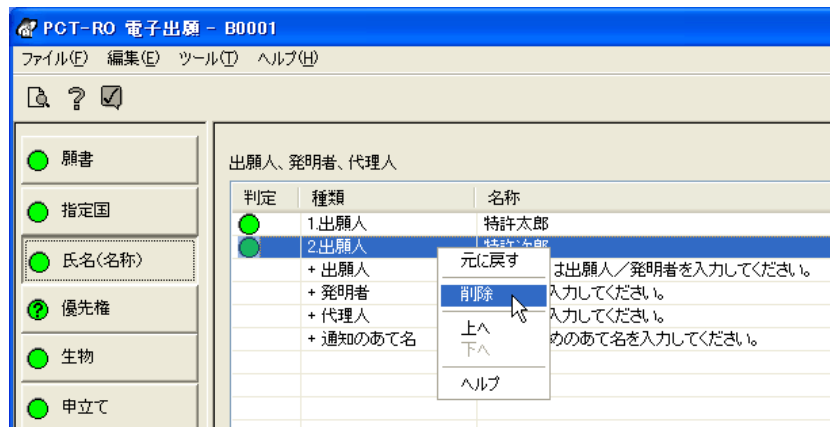 PCT-RO 電子出願 - B0001
ファイル(F) 編集(E) ツール(T) ヘルプ(H)
願書
指定国
氏名(名称)
優先権
生物
申立て
出願人、発明者、代理人
判定 種類 名称
1.出願人 特許太郎
2.出願人 特許次郎
+ 出願人 は出願人/発明者を入力してください。
+ 発明者 入力してください。
+ 代理人 入力してください。
+ 通知のあて名 めのあて名を入力してください。
元に戻す
削除
上へ
下へ
ヘルプ